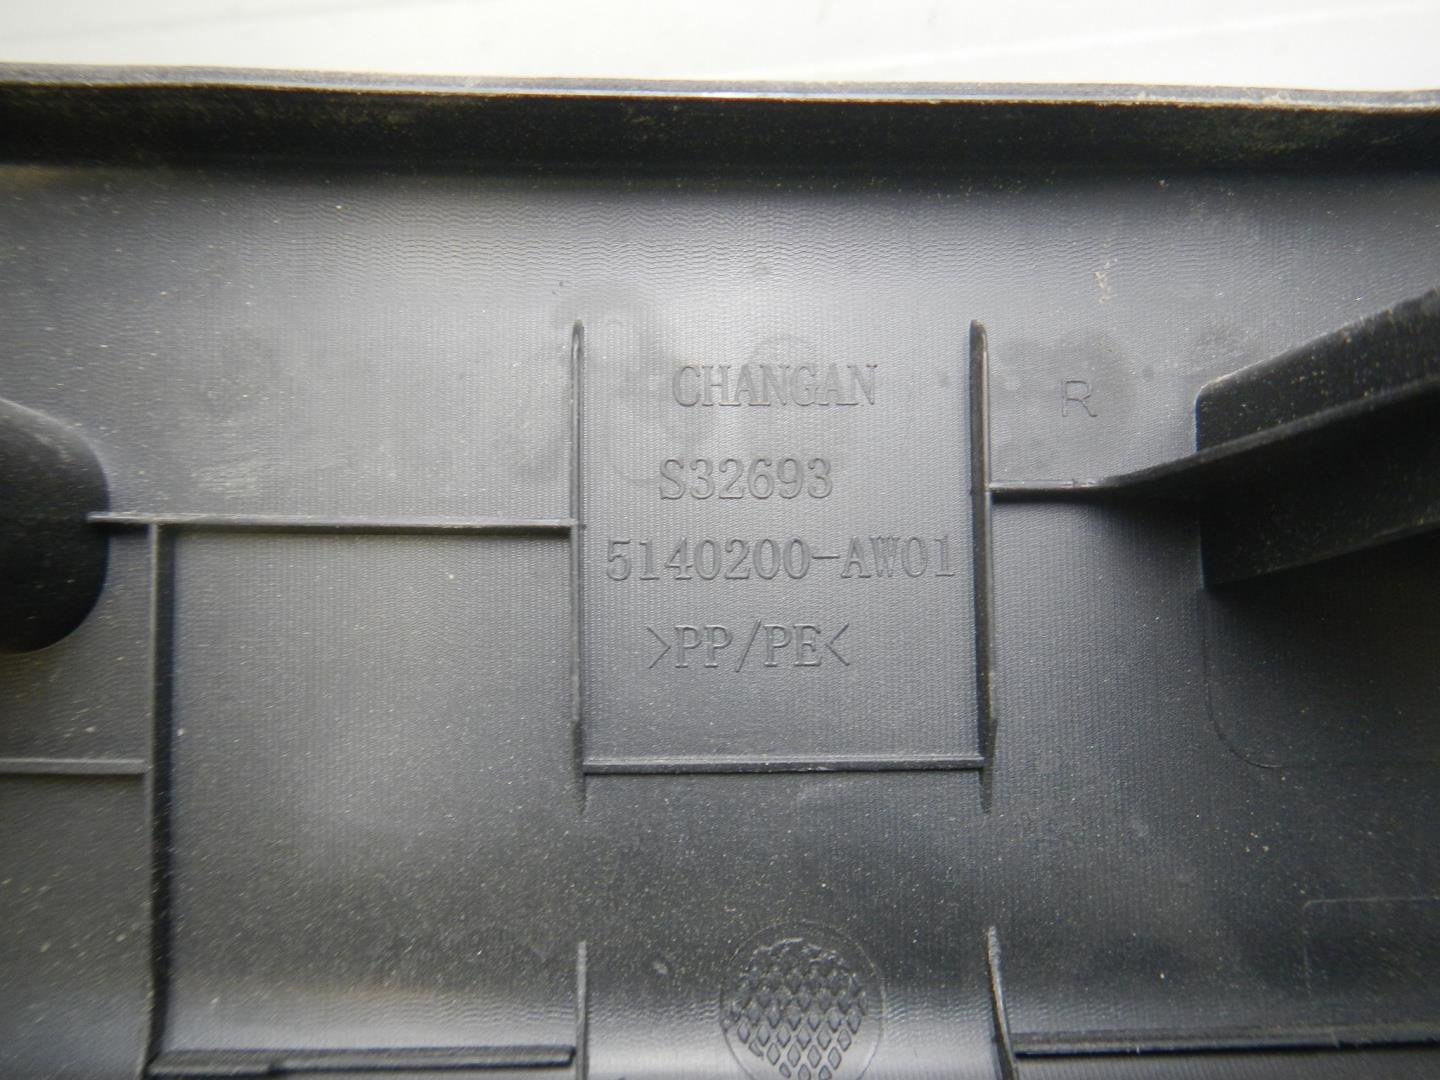 CHANGAN
R
S32693
5140200-AW01
>PP/PE<